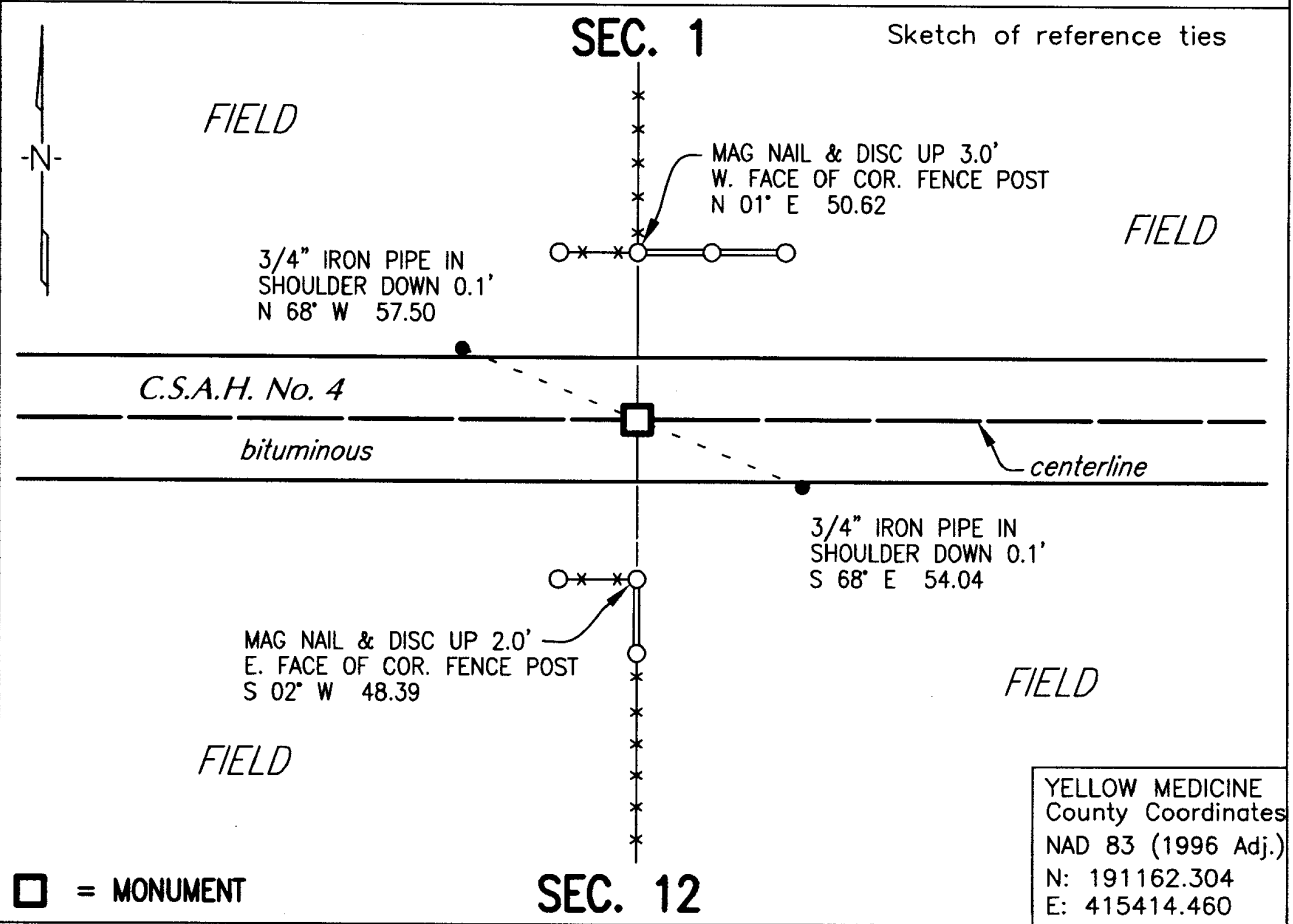 SEC. 1
Sketch of reference ties
FIELD
-N-
MAG NAIL & DISC UP 3.0'
W. FACE OF COR. FENCE POST
N 01° E 50.62
FIELD
3/4" IRON PIPE IN
SHOULDER DOWN 0.1'
N 68° W 57.50
C.S.A.H. No. 4
bituminous
centerline
3/4" IRON PIPE IN
SHOULDER DOWN 0.1'
S 68° E 54.04
MAG NAIL & DISC UP 2.0'
E. FACE OF COR. FENCE POST
S 02° W 48.39
FIELD
FIELD
YELLOW MEDICINE
County Coordinates
NAD 83 (1996 Adj.)
N: 191162.304
E: 415414.460
= MONUMENT
SEC. 12